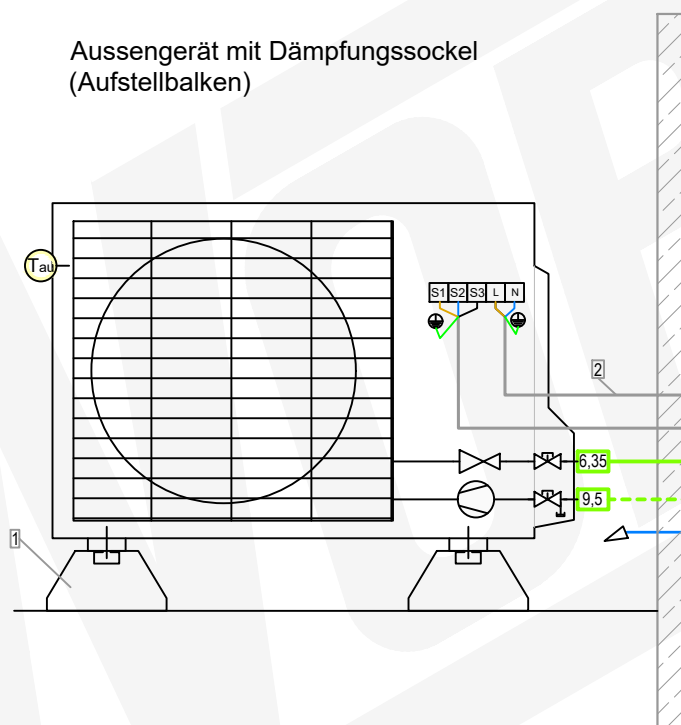 Aussengerät mit Dämpfungssockel
(Aufstellbalken)
Tau
S1 S2 S3 L N
2
6,35
9,5
1